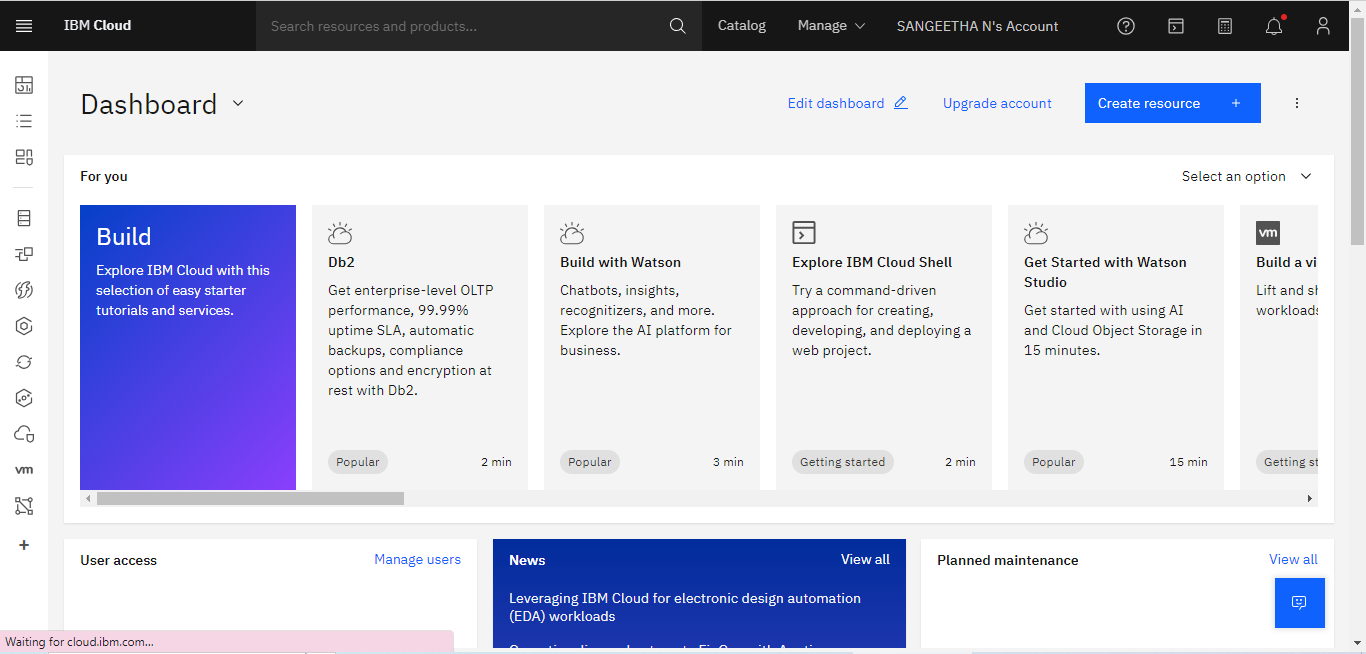 IBM Cloud
Search resources and products...
Catalog
Manage
SANGEETHA N's Account
Dashboard
Edit dashboard
Upgrade account
Create resource +
For you
Select an option
Build
Explore IBM Cloud with this
selection of easy starter
tutorials and services.
Db2
Get enterprise-level OLTP
performance, 99.99%
uptime SLA, automatic
backups, compliance
options and encryption at
rest with Db2.
Popular
2 min
Build with Watson
Chatbots, insights,
recognitizers, and more.
Explore the AI platform for
business.
Popular
3 min
Explore IBM Cloud Shell
Try a command-driven
approach for creating,
developing, and deploying a
web project.
Getting started
2 min
Get Started with Watson
Studio
Get started with using AI
and Cloud Object Storage in
15 minutes.
Popular
15 min
vm
Build a vi
Lift and sh
workloads
Getting st
vm
User access
Manage users
News
View all
Leveraging IBM Cloud for electronic design automation
(EDA) workloads
Planned maintenance
View all
Waiting for cloud.ibm.com...